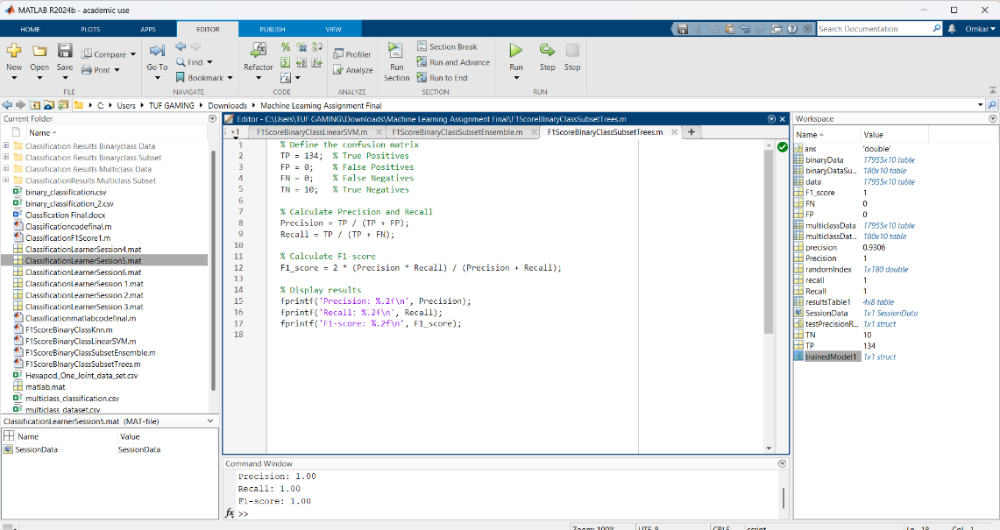 MATLAB R2024b - academic use
HOME PLOTS APPS EDITOR PUBLISH VIEW Search Documentation Omkar
New Open Save Compare Print Go To Find Bookmark Refactor Profiler Analyze Run Section Section Break Run and Advance Run to End Run Step Stop
FILE NAVIGATE CODE ANALYZE SECTION RUN
C: Users TUF GAMING Downloads Machine Learning Assignment Final
Current Folder
Name
Classification Results Binaryclass Data
Classification Results Binaryclass Subset
Classification Results Multiclass Data
ClassificationResults Multiclass Subset
binary_classification.csv
binary_classification_2.csv
Classfication Final.docx
Classificationcodefinal.m
ClassificationF1Score1.m
ClassificationLearnerSession4.mat
ClassificationLearnerSession5.mat
ClassificationLearnerSession6.mat
ClassificationLearnerSession 1.mat
ClassificationLearnerSession 2.mat
ClassificationLearnerSession 3.mat
Classificationmatlabcodefinal.m
F1ScoreBinaryClassKnn.m
F1ScoreBinaryClassLinearSVM.m
F1ScoreBinaryClassSubsetEnsemble.m
F1ScoreBInaryClassSubsetTrees.m
Hexapod_One_Joint_data_set.csv
matlab.mat
multiclass_classification.csv
multiclass_dataset.csv
ClassificationLearnerSession5.mat (MAT-file)
Name Value
SessionData SessionData
Editor - C:\Users\TUF GAMING\Downloads\Machine Learning Assignment Final\F1ScoreBInaryClassSubsetTrees.m
+1 F1ScoreBinaryClassLinearSVM.m F1ScoreBinaryClassSubsetEnsemble.m F1ScoreBInaryClassSubsetTrees.m
1 % Define the confusion matrix
2 TP = 134; % True Positives
3 FP = 0; % False Positives
4 FN = 0; % False Negatives
5 TN = 10; % True Negatives
6
7 % Calculate Precision and Recall
8 Precision = TP / (TP + FP);
9 Recall = TP / (TP + FN);
10
11 % Calculate F1-score
12 F1_score = 2 * (Precision * Recall) / (Precision + Recall);
13
14 % Display results
15 fprintf('Precision: %.2f\n', Precision);
16 fprintf('Recall: %.2f\n', Recall);
17 fprintf('F1-score: %.2f\n', F1_score);
18
Command Window
Precision: 1.00
Recall: 1.00
F1-score: 1.00
fx >>
Workspace
Name Value
ans 'double'
binaryData 17955x10 table
binaryDataSu... 180x10 table
data 17955x10 table
F1_score 1
FN 0
FP 0
multiclassData 17955x10 table
multiclassDat... 180x10 table
precision 0.9306
Precision 1
randomIndex 1x180 double
recall 1
Recall 1
resultsTable1 4x8 table
SessionData 1x1 SessionData
testPrecisionR... 1x1 struct
TN 10
TP 134
trainedModel1 1x1 struct
Zoom: 100% UTF-8 CRLF script Ln 18 Col 1